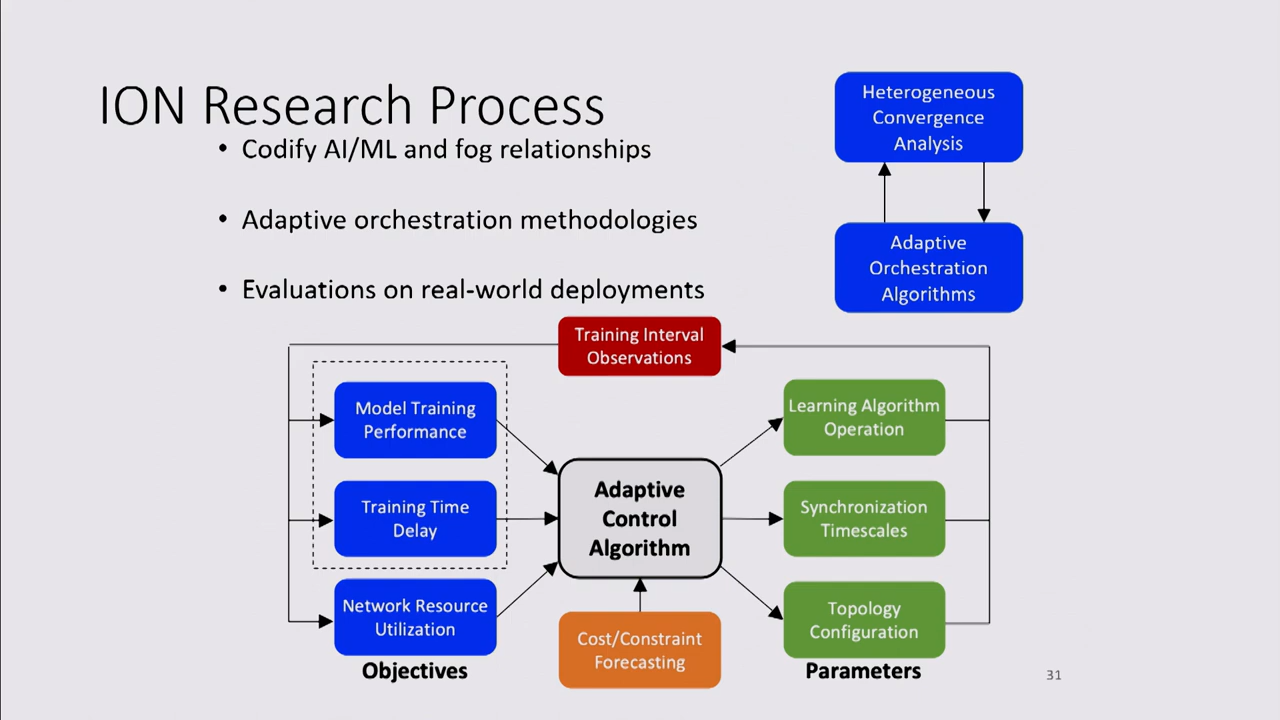 ION Research Process
• Codify AI/ML and fog relationships
• Adaptive orchestration methodologies
• Evaluations on real-world deployments
Heterogeneous
Convergence
Analysis
Adaptive
Orchestration
Algorithms
Training Interval
Observations
Model Training
Performance
Training Time
Delay
Network Resource
Utilization
Objectives
Adaptive
Control
Algorithm
Cost/Constraint
Forecasting
Learning Algorithm
Operation
Synchronization
Timescales
Topology
Configuration
Parameters
31